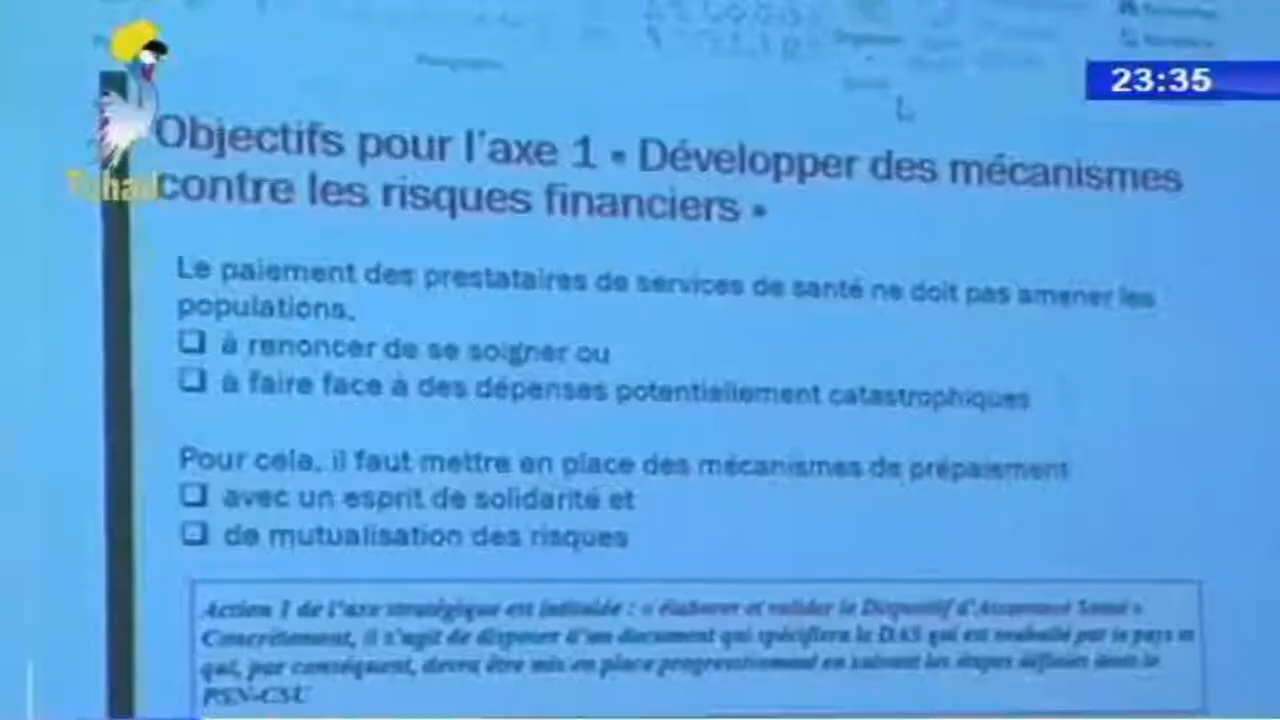 23:35
Tchad
Objectifs pour l'axe 1 « Développer des mécanismes
contre les risques financiers »
Le paiement des prestataires de services de santé ne doit pas amener les
populations,
❑ à renoncer de se soigner ou
❑ à faire face à des dépenses potentiellement catastrophiques
Pour cela, il faut mettre en place des mécanismes de prépaiement
❑ avec un esprit de solidarité et
❑ de mutualisation des risques
Action 1 de l'axe stratégique est intitulée : « élaborer et valider le Dispositif d'Assurance Santé »
Concrètement, il s'agit de disposer d'un document qui spécifiera le DAS qui est souhaité par le pays et
qui, par conséquent, devra être mis en place progressivement en suivant les étapes définies dans le
PSN-CSU